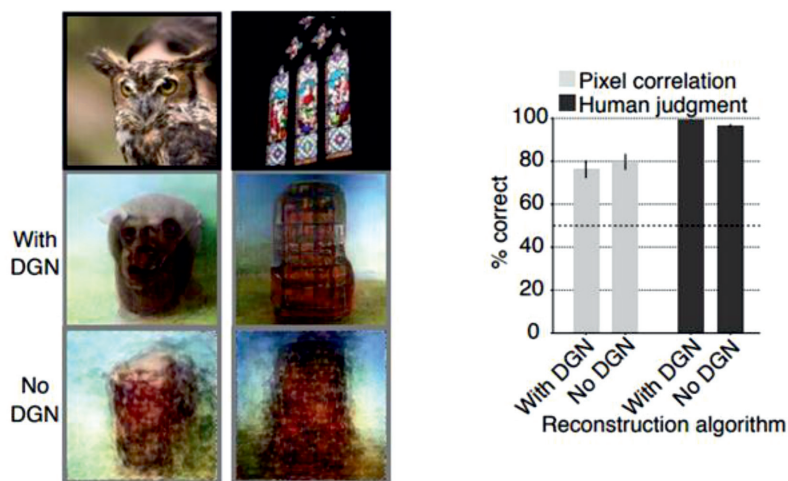 With
DGN
No
DGN
Pixel correlation
Human judgment
% correct
100
80
60
40
20
0
With DGN
No DGN
With DGN
No DGN
Reconstruction algorithm